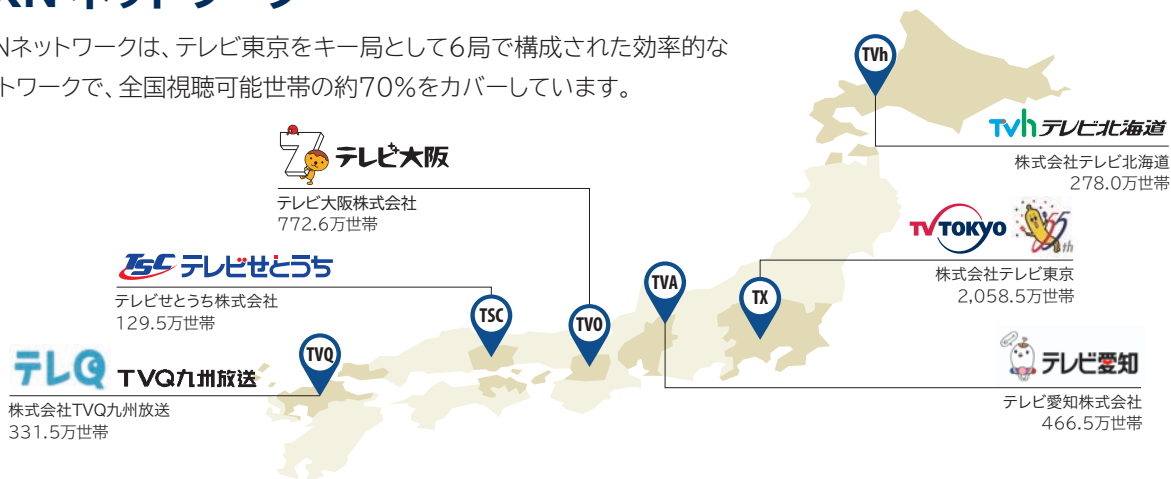 XNネットワーク
Nネットワークは、テレビ東京をキー局として6局で構成された効率的な
トワークで、全国視聴可能世帯の約70%をカバーしています。
TVh
Tvh テレビ北海道
株式会社テレビ北海道
278.0万世帯
7 テレビ大阪
テレビ大阪株式会社
772.6万世帯
TV TOKYO 65th
株式会社テレビ東京
2,058.5万世帯
TSC テレビせとうち
テレビせとうち株式会社
129.5万世帯
TVA
TX
TSC
TVO
TVQ
テレQ TVQ九州放送
株式会社TVQ九州放送
331.5万世帯
テレビ愛知
テレビ愛知株式会社
466.5万世帯